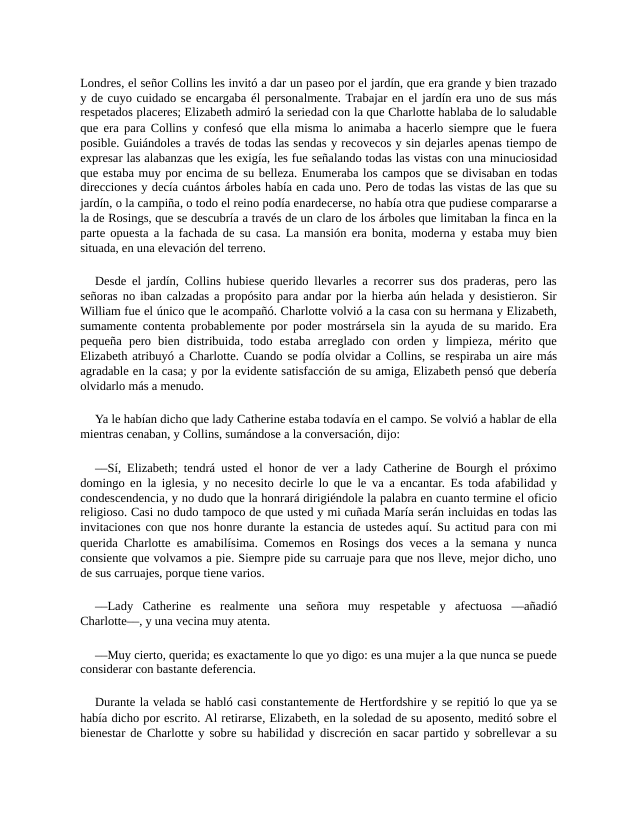 Londres, el señor Collins les invitó a dar un paseo por el jardín, que era grande y bien trazado
y de cuyo cuidado se encargaba él personalmente. Trabajar en el jardín era uno de sus más
respetados placeres; Elizabeth admiró la seriedad con la que Charlotte hablaba de lo saludable
que era para Collins y confesó que ella misma lo animaba a hacerlo siempre que le fuera
posible. Guiándoles a través de todas las sendas y recovecos y sin dejarles apenas tiempo de
expresar las alabanzas que les exigía, les fue señalando todas las vistas con una minuciosidad
que estaba muy por encima de su belleza. Enumeraba los campos que se divisaban en todas
direcciones y decía cuántos árboles había en cada uno. Pero de todas las vistas de las que su
jardín, o la campiña, o todo el reino podía enardecerse, no había otra que pudiese compararse a
la de Rosings, que se descubría a través de un claro de los árboles que limitaban la finca en la
parte opuesta a la fachada de su casa. La mansión era bonita, moderna y estaba muy bien
situada, en una elevación del terreno.
Desde el jardín, Collins hubiese querido llevarles a recorrer sus dos praderas, pero las
señoras no iban calzadas a propósito para andar por la hierba aún helada y desistieron. Sir
William fue el único que le acompañó. Charlotte volvió a la casa con su hermana y Elizabeth,
sumamente contenta probablemente por poder mostrársela sin la ayuda de su marido. Era
pequeña pero bien distribuida, todo estaba arreglado con orden y limpieza, mérito que
Elizabeth atribuyó a Charlotte. Cuando se podía olvidar a Collins, se respiraba un aire más
agradable en la casa; y por la evidente satisfacción de su amiga, Elizabeth pensó que debería
olvidarlo más a menudo.
Ya le habían dicho que lady Catherine estaba todavía en el campo. Se volvió a hablar de ella
mientras cenaban, y Collins, sumándose a la conversación, dijo:
—Sí, Elizabeth; tendrá usted el honor de ver a lady Catherine de Bourgh el próximo
domingo en la iglesia, y no necesito decirle lo que le va a encantar. Es toda afabilidad y
condescendencia, y no dudo que la honrará dirigiéndole la palabra en cuanto termine el oficio
religioso. Casi no dudo tampoco de que usted y mi cuñada María serán incluidas en todas las
invitaciones con que nos honre durante la estancia de ustedes aquí. Su actitud para con mi
querida Charlotte es amabilísima. Comemos en Rosings dos veces a la semana y nunca
consiente que volvamos a pie. Siempre pide su carruaje para que nos lleve, mejor dicho, uno
de sus carruajes, porque tiene varios.
—Lady Catherine es realmente una señora muy respetable y afectuosa —añadió
Charlotte—, y una vecina muy atenta.
—Muy cierto, querida; es exactamente lo que yo digo: es una mujer a la que nunca se puede
considerar con bastante deferencia.
Durante la velada se habló casi constantemente de Hertfordshire y se repitió lo que ya se
había dicho por escrito. Al retirarse, Elizabeth, en la soledad de su aposento, meditó sobre el
bienestar de Charlotte y sobre su habilidad y discreción en sacar partido y sobrellevar a su